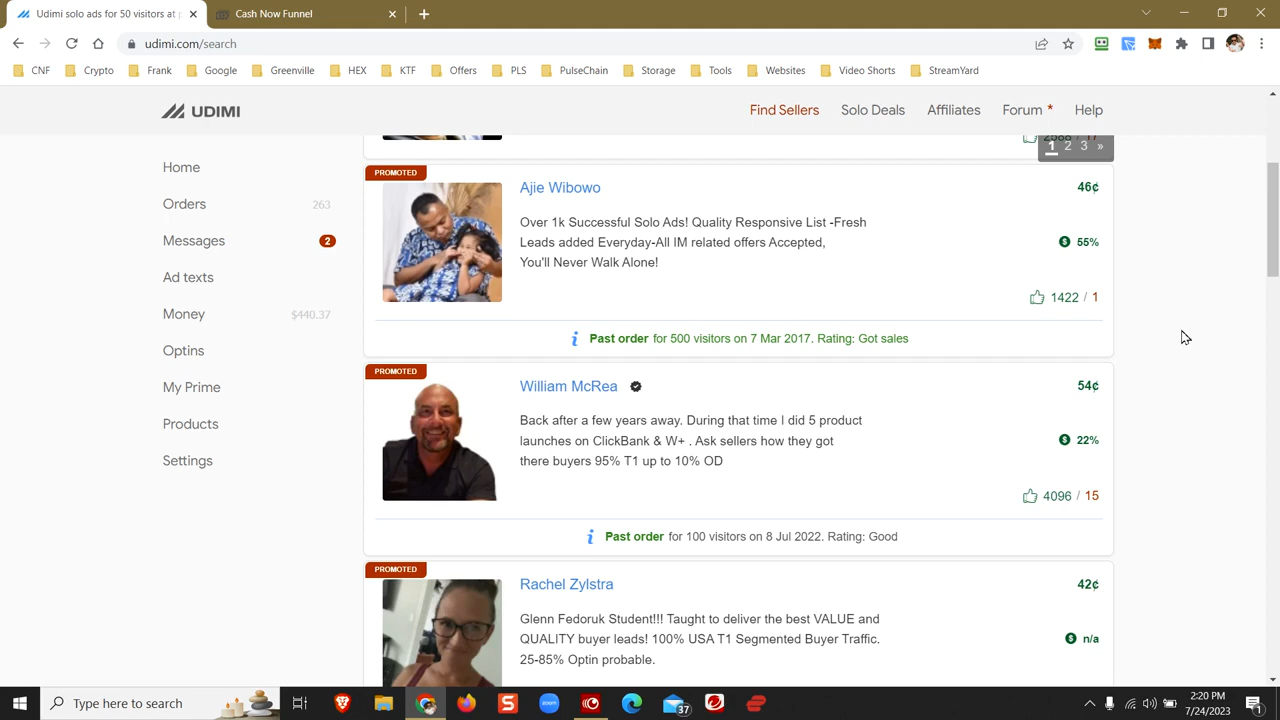 Udimi solo ads for 50 visitors at p
Cash Now Funnel
udimi.com/search
CNF
Crypto
Frank
Google
Greenville
HEX
KTF
Offers
PLS
PulseChain
Storage
Tools
Websites
Video Shorts
StreamYard
UDIMI
Find Sellers
Solo Deals
Affiliates
Forum *
Help
1 2 3 »
Home
Orders 263
Messages 2
Ad texts
Money $440.37
Optins
My Prime
Products
Settings
PROMOTED
Ajie Wibowo
46¢
Over 1k Successful Solo Ads! Quality Responsive List -Fresh
Leads added Everyday-All IM related offers Accepted,
You'll Never Walk Alone!
55%
1422 / 1
Past order for 500 visitors on 7 Mar 2017. Rating: Got sales
PROMOTED
William McRea
54¢
Back after a few years away. During that time I did 5 product
launches on ClickBank & W+ . Ask sellers how they got
there buyers 95% T1 up to 10% OD
22%
4096 / 15
Past order for 100 visitors on 8 Jul 2022. Rating: Good
PROMOTED
Rachel Zylstra
42¢
Glenn Fedoruk Student!!! Taught to deliver the best VALUE and
QUALITY buyer leads! 100% USA T1 Segmented Buyer Traffic.
25-85% Optin probable.
n/a
Type here to search
zoom
37
2:20 PM
7/24/2023
1